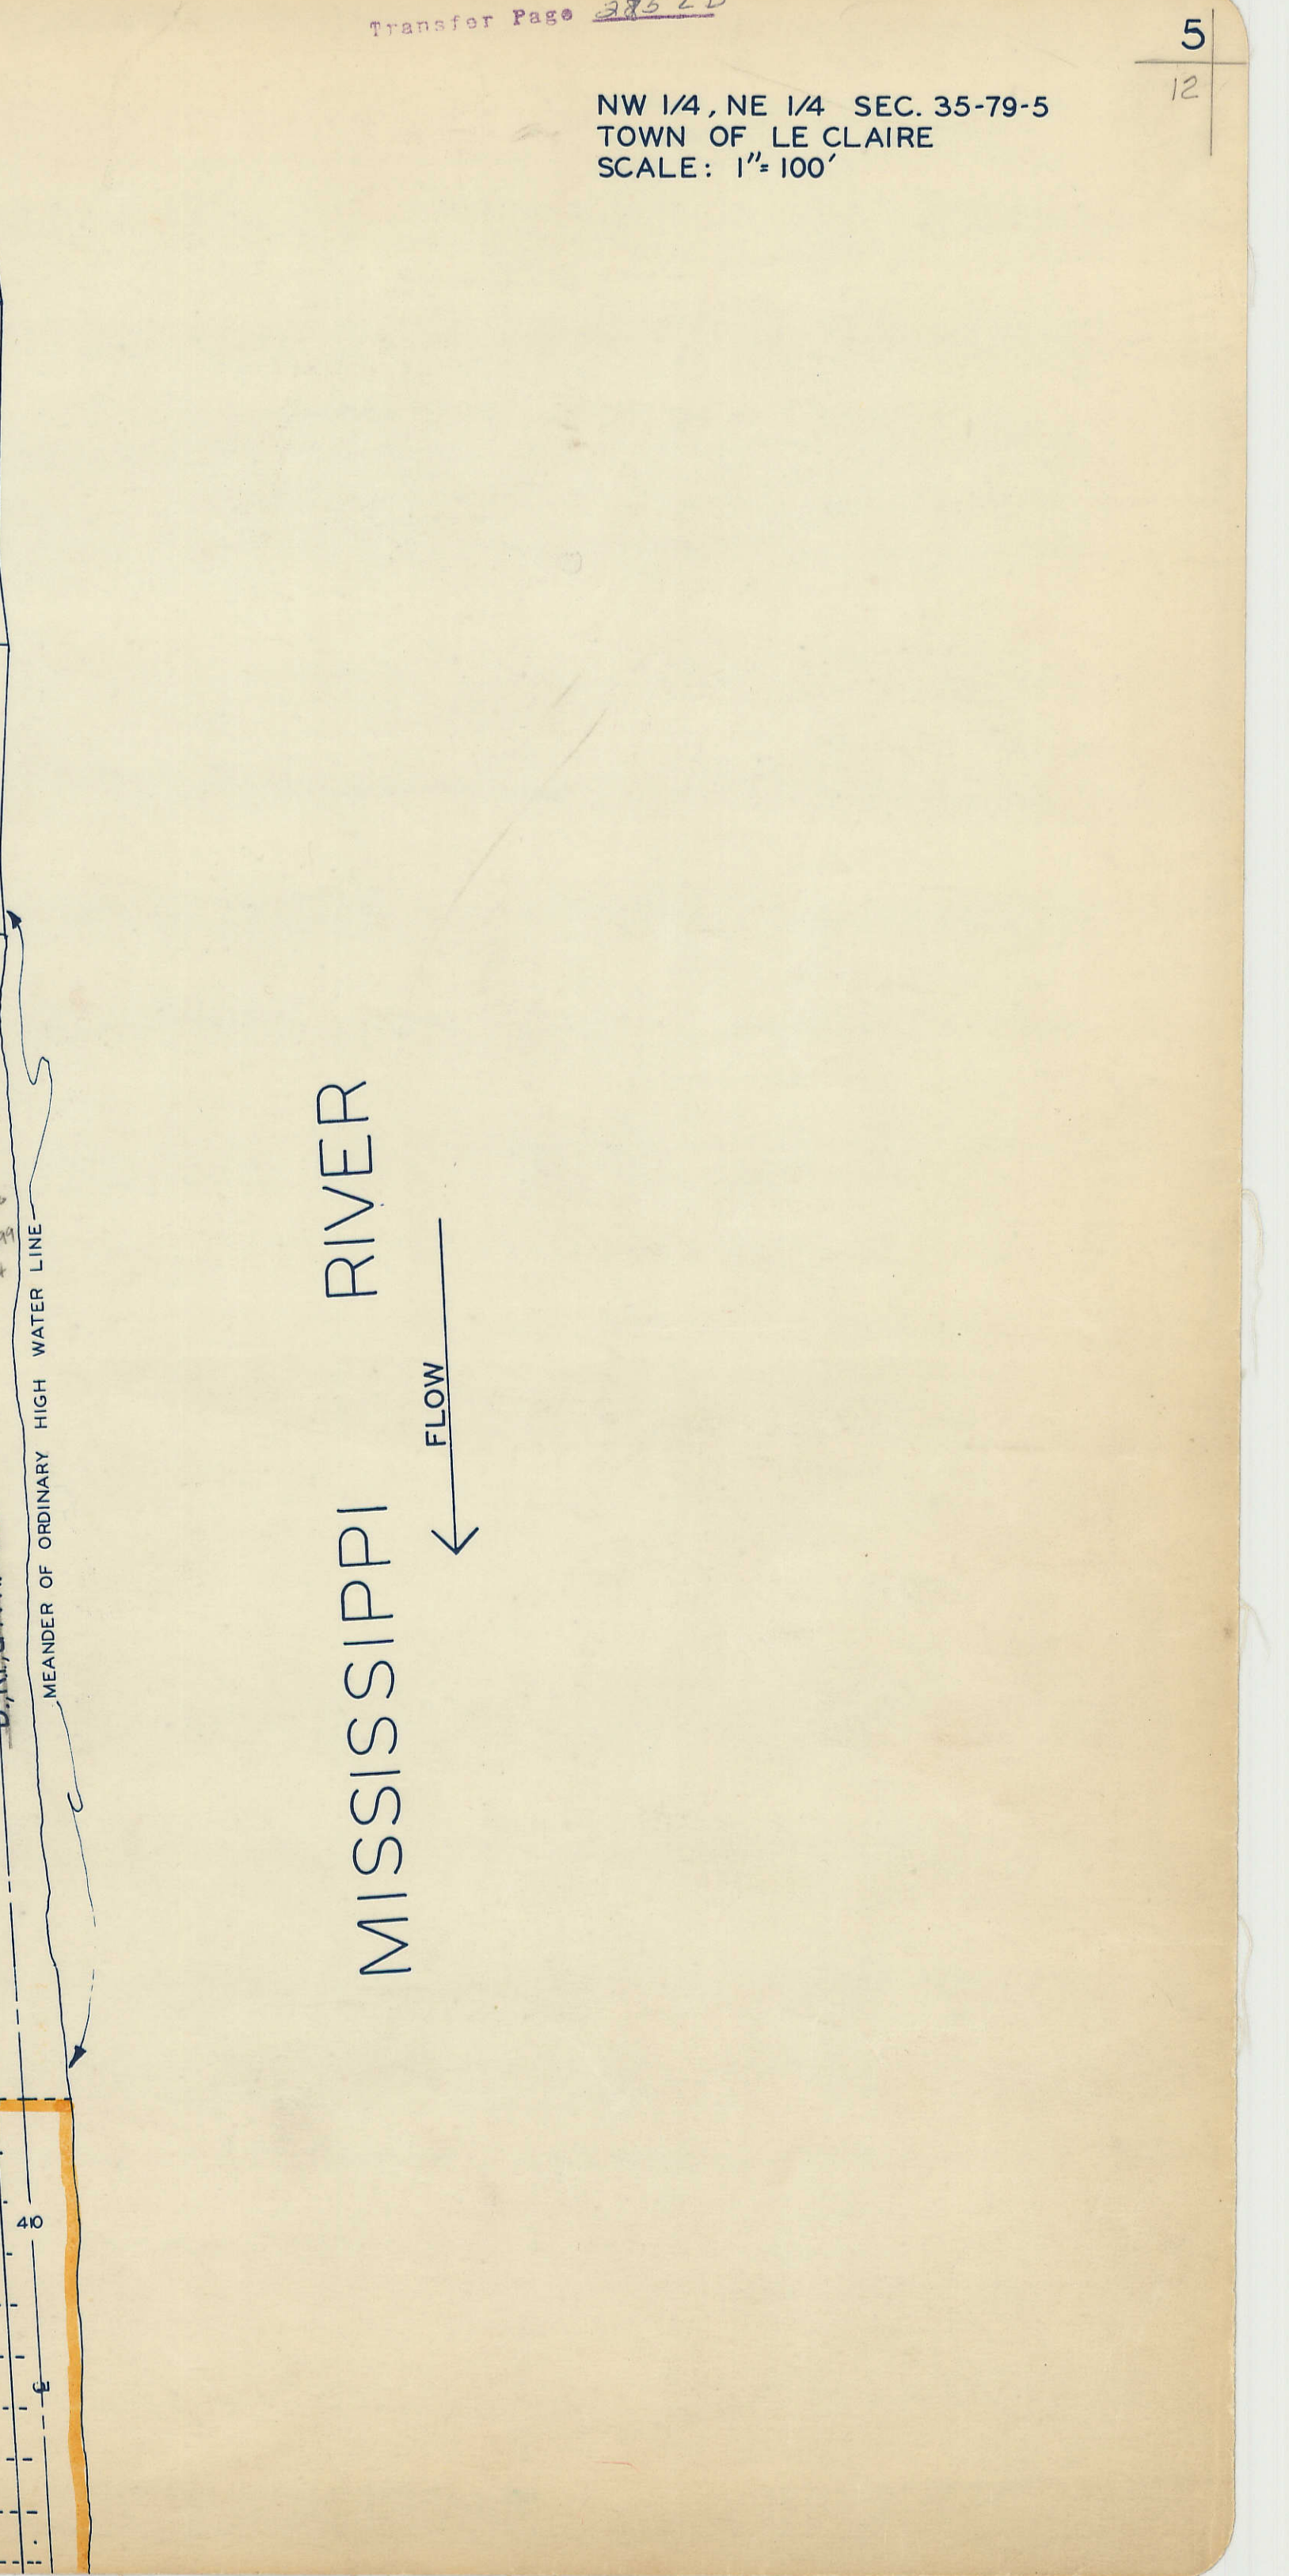 Transfer Page
5
12
NW 1/4, NE 1/4 SEC. 35-79-5
TOWN OF LE CLAIRE
SCALE: 1"= 100'
MISSISSIPPI RIVER
FLOW
MEANDER OF ORDINARY HIGH WATER LINE
40
℄